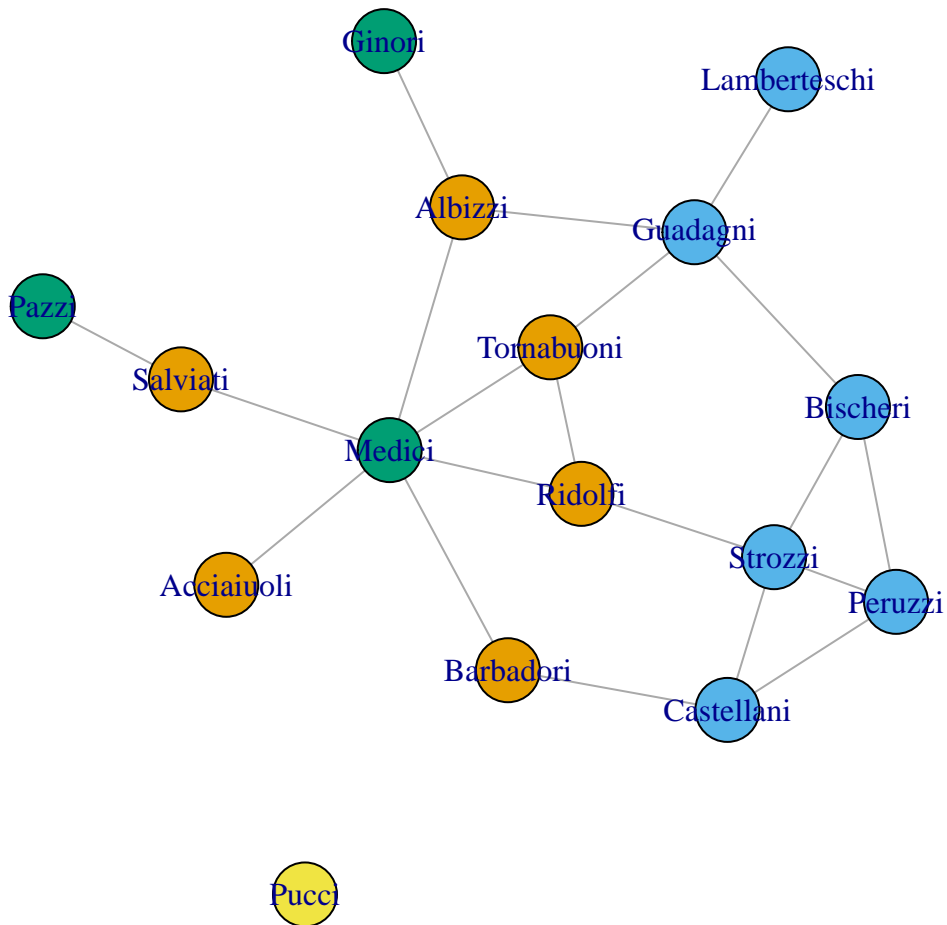 Ginori
Lamberteschi
Albizzi
Guadagni
Pazzi
Tornabuoni
Salviati
Bischeri
Medici
Ridolfi
Strozzi
Acciaiuoli
Peruzzi
Barbadori
Castellani
Pucci